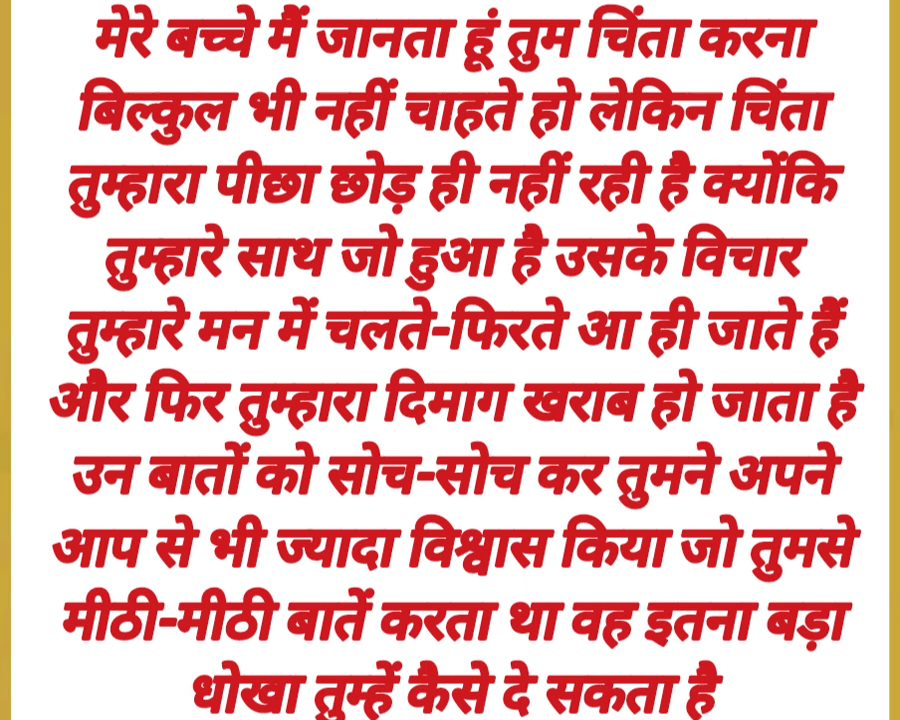 मेरे बच्चे मैं जानता हूं तुम चिंता करना
बिल्कुल भी नहीं चाहते हो लेकिन चिंता
तुम्हारा पीछा छोड़ ही नहीं रही है क्योंकि
तुम्हारे साथ जो हुआ है उसके विचार
तुम्हारे मन में चलते-फिरते आ ही जाते हैं
और फिर तुम्हारा दिमाग खराब हो जाता है
उन बातों को सोच-सोच कर तुमने अपने
आप से भी ज्यादा विश्वास किया जो तुमसे
मीठी-मीठी बातें करता था वह इतना बड़ा
धोखा तुम्हें कैसे दे सकता है